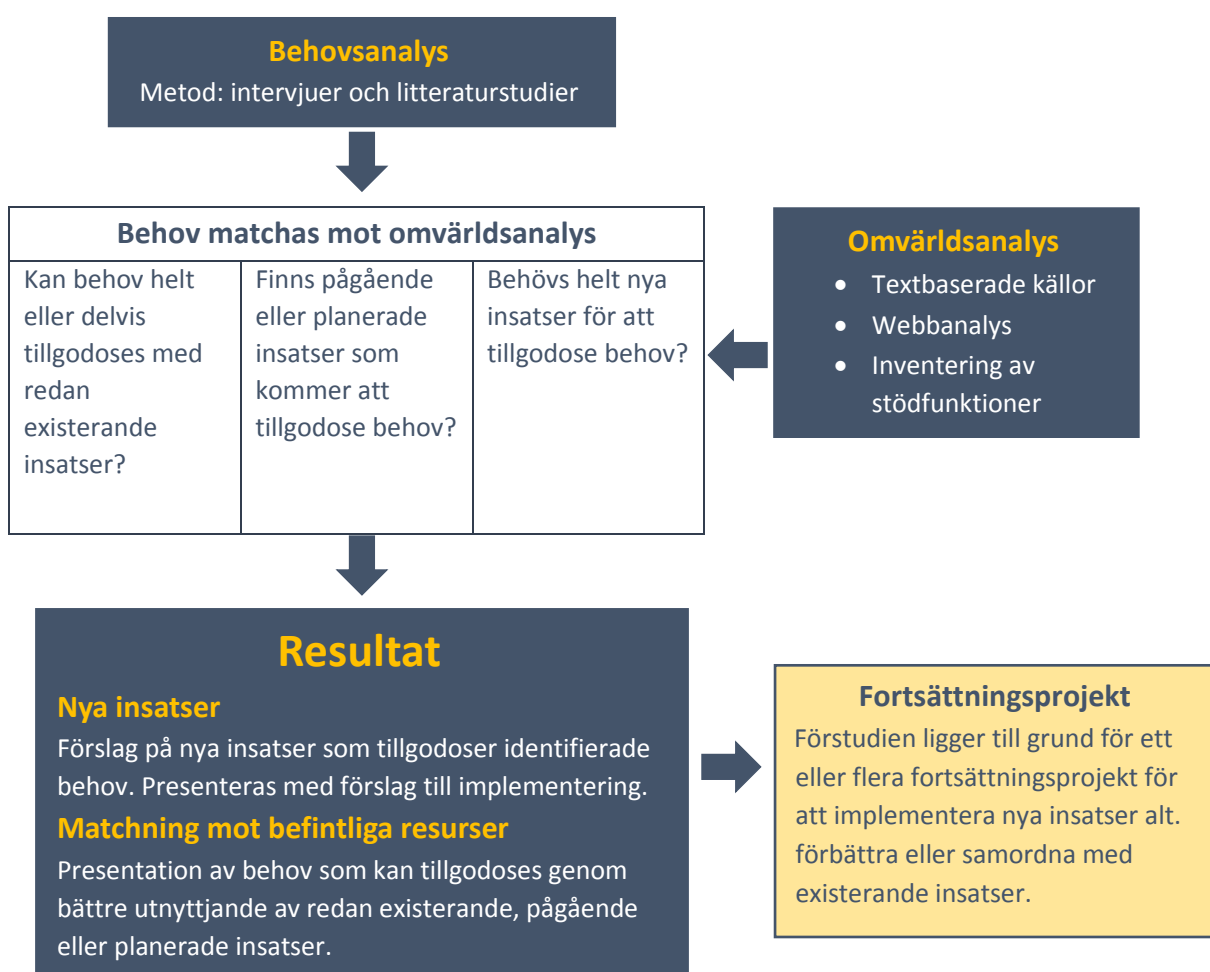 Behovsanalys
Metod: intervjuer och litteraturstudier
Behov matchas mot omvärldsanalys
Kan behov helt
eller delvis
tillgodoses med
redan
existerande
insatser?
Finns pågående
eller planerade
insatser som
kommer att
tillgodose behov?
Behövs helt nya
insatser för att
tillgodose behov?
Omvärldsanalys
• Textbaserade källor
• Webbanalys
• Inventering av
stödfunktioner
Resultat
Nya insatser
Förslag på nya insatser som tillgodoser identifierade
behov. Presenteras med förslag till implementering.
Matchning mot befintliga resurser
Presentation av behov som kan tillgodoses genom
bättre utnyttjande av redan existerande, pågående
eller planerade insatser.
Fortsättningsprojekt
Förstudien ligger till grund för ett
eller flera fortsättningsprojekt för
att implementera nya insatser alt.
förbättra eller samordna med
existerande insatser.